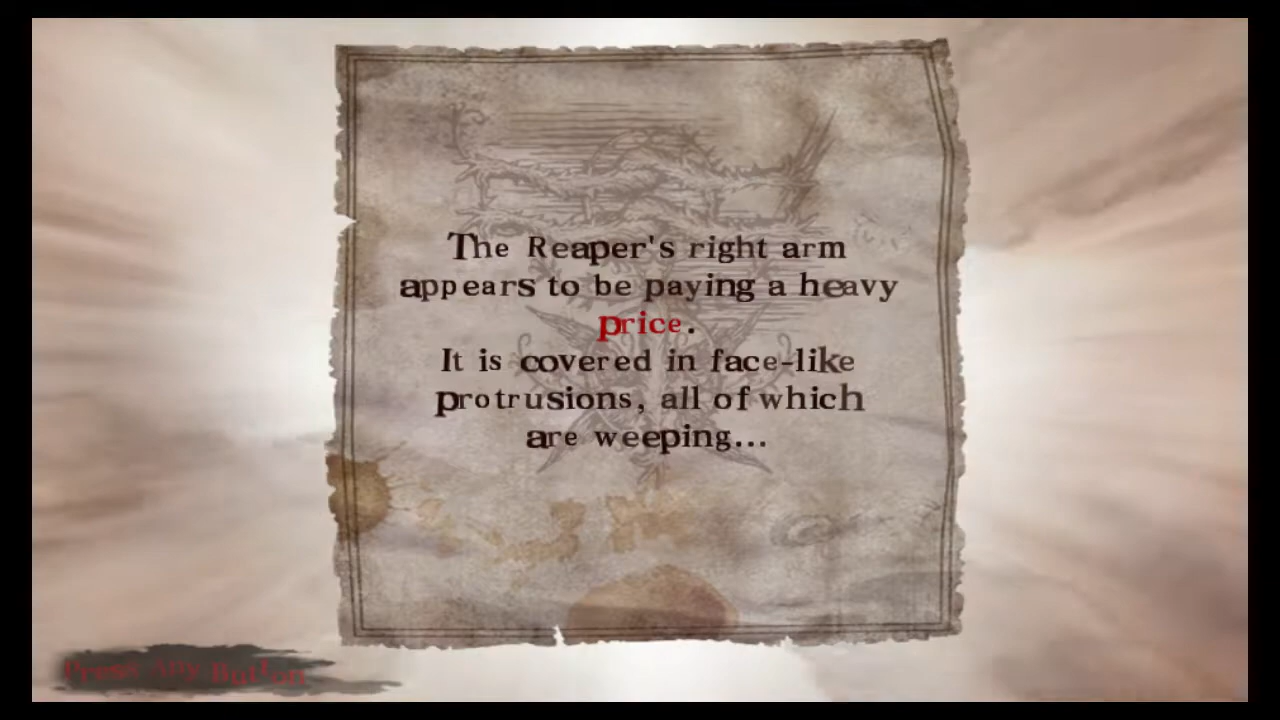 The Reaper's right arm
appears to be paying a heavy
price.
It is covered in face-like
protrusions, all of which
are weeping...
Press Any Button